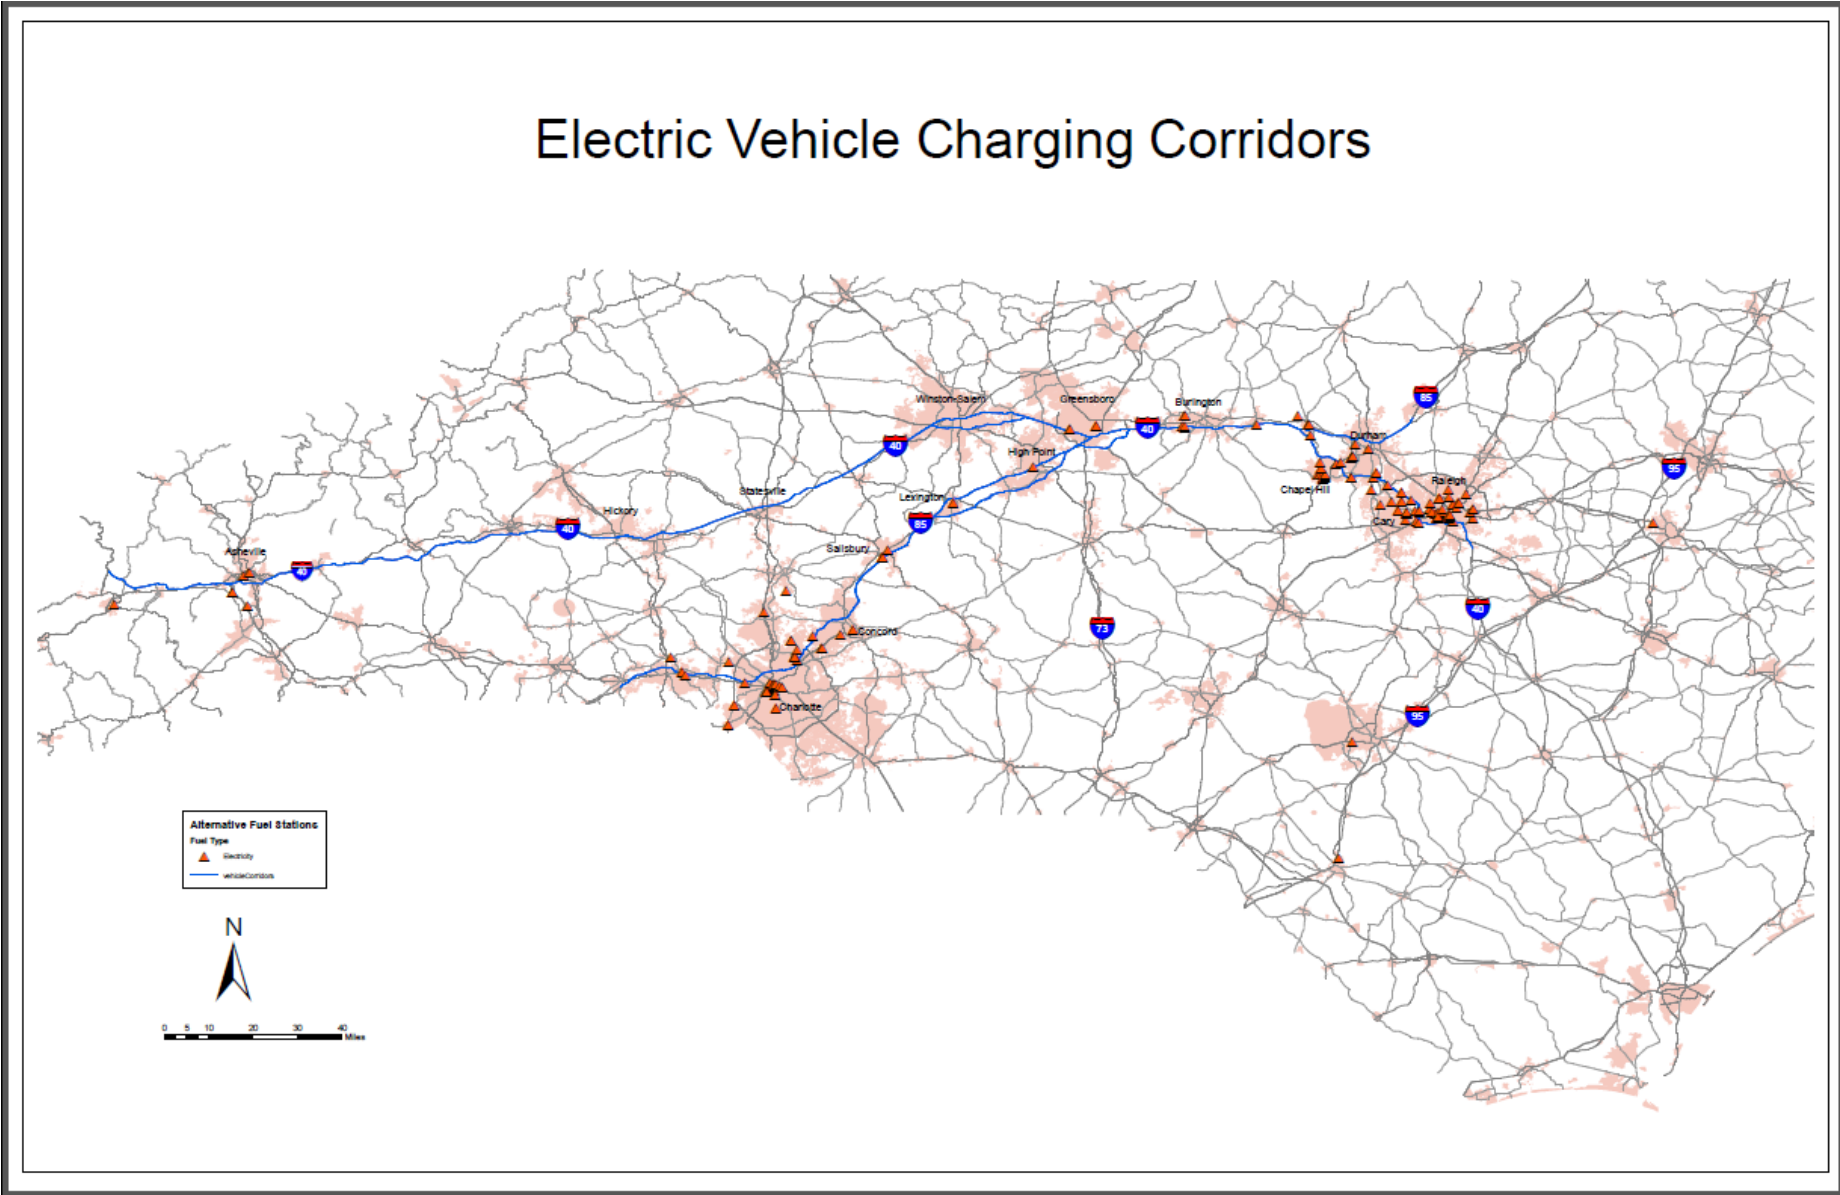 Electric Vehicle Charging Corridors
85
Winston-Salem
Greensboro
Burlington
40
40
Durham
High Point
95
Statesville
Lexington
Chapel Hill
Raleigh
Hickory
40
85
Cary
Asheville
Salisbury
40
40
73
Concord
Charlotte
95
Alternative Fuel Stations
Fuel Type
Electricity
vehicleCorridors
N
0 5 10 20 30 40
Miles